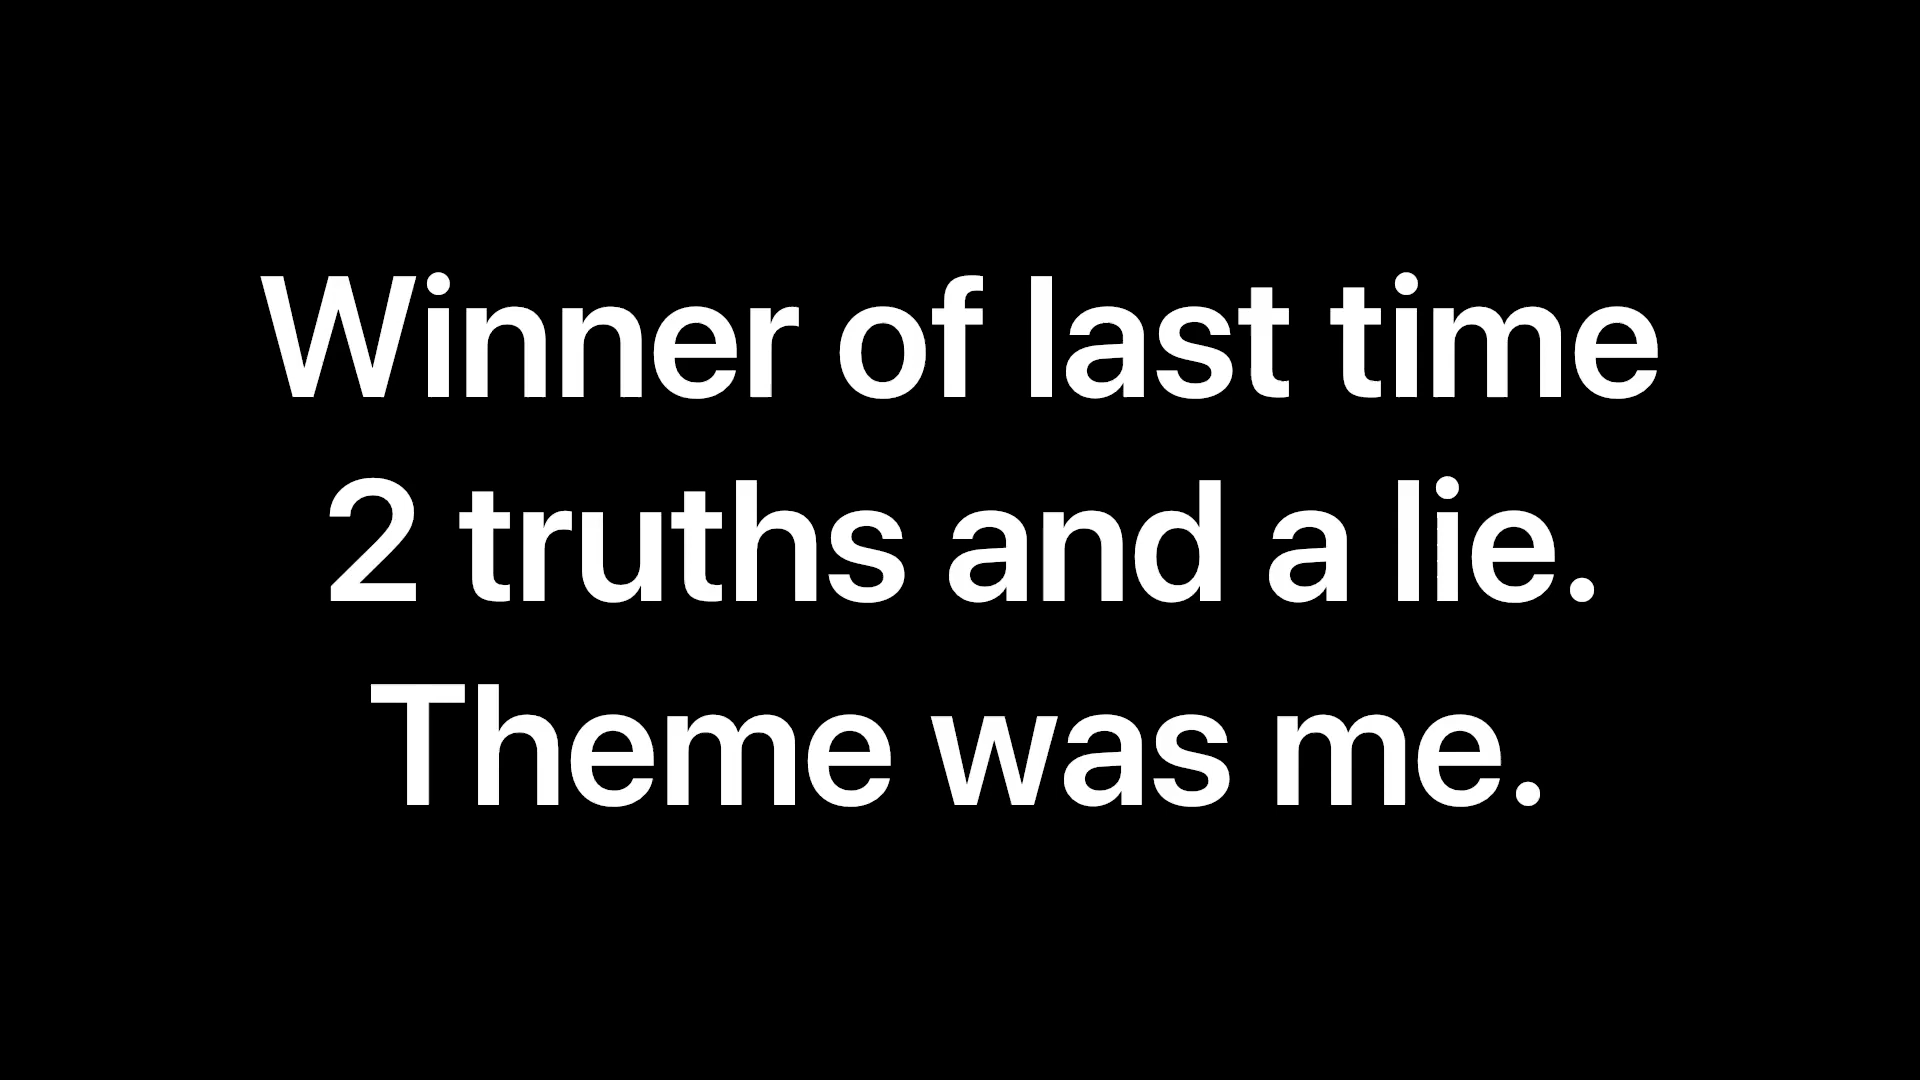 Winner of last time
2 truths and a lie.
Theme was me.